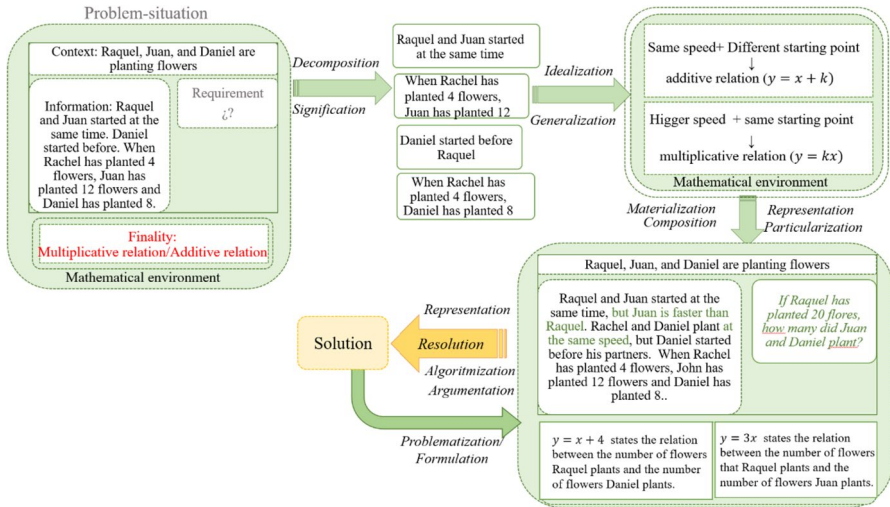 Problem-situation
Context: Raquel, Juan, and Daniel are
planting flowers
Information: Raquel
and Juan started at the
same time. Daniel
started before. When
Rachel has planted 4
flowers, Juan has planted
12 flowers and
Daniel has planted 8.
Requirement
¿?
Finality:
Multiplicative relation/Additive relation
Mathematical environment
Decomposition
Signification
Raquel and Juan started
at the same time
When Rachel has
planted 4 flowers,
Juan has planted 12
Daniel started before
Raquel
When Rachel has
planted 4 flowers,
Daniel has planted 8
Idealization
Generalization
Same speed+ Different starting point
↓
additive relation (y = x + k)
Higger speed + same starting point
↓
multiplicative relation (y = kx)
Mathematical environment
Materialization
Composition
Representation
Particularization
Raquel, Juan, and Daniel are planting flowers
Raquel and Juan started at the
same time, but Juan is faster than
Raquel. Rachel and Daniel plant at
the same speed, but Daniel started
before his partners. When Rachel
has planted 4 flowers, John has
planted 12 flowers and Daniel has
planted 8..
If Raquel has
planted 20 flores,
how many did Juan
and Daniel plant?
y = x + 4 states the relation
between the number of flowers
Raquel plants and the number
of flowers Daniel plants.
y = 3x states the relation
between the number of flowers
that Raquel plants and the
number of flowers Juan plants.
Representation
Resolution
Algoritmization
Argumentation
Solution
Problematization/
Formulation